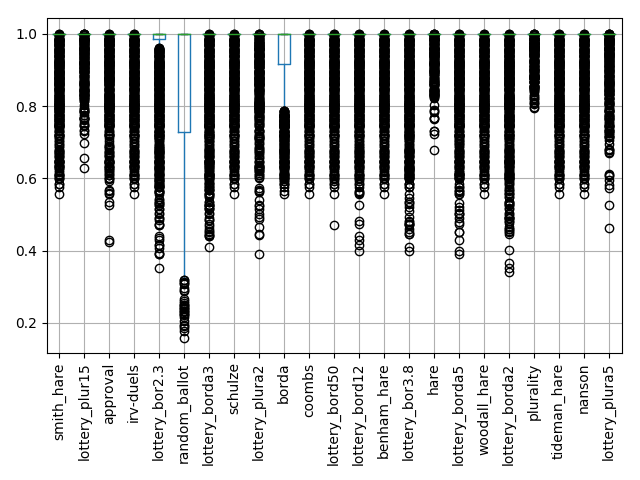 1.0
0.8
0.6
0.4
0.2
smith_hare
lottery_plur15
approval
irv-duels
lottery_bor2.3
random_ballot
lottery_borda3
schulze
lottery_plura2
borda
coombs
lottery_bord50
lottery_bord12
benham_hare
lottery_bor3.8
hare
lottery_borda5
woodall_hare
lottery_borda2
plurality
tideman_hare
nanson
lottery_plura5